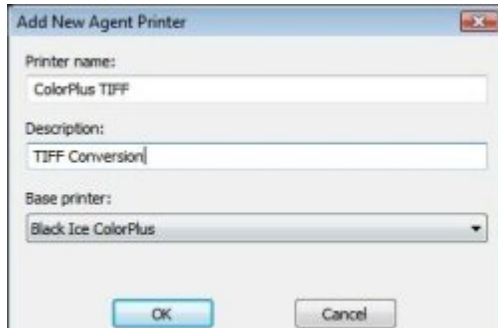 Add New Agent Printer
Printer name:
ColorPlus TIFF
Description:
TIFF Conversion
Base printer:
Black Ice ColorPlus
OK Cancel